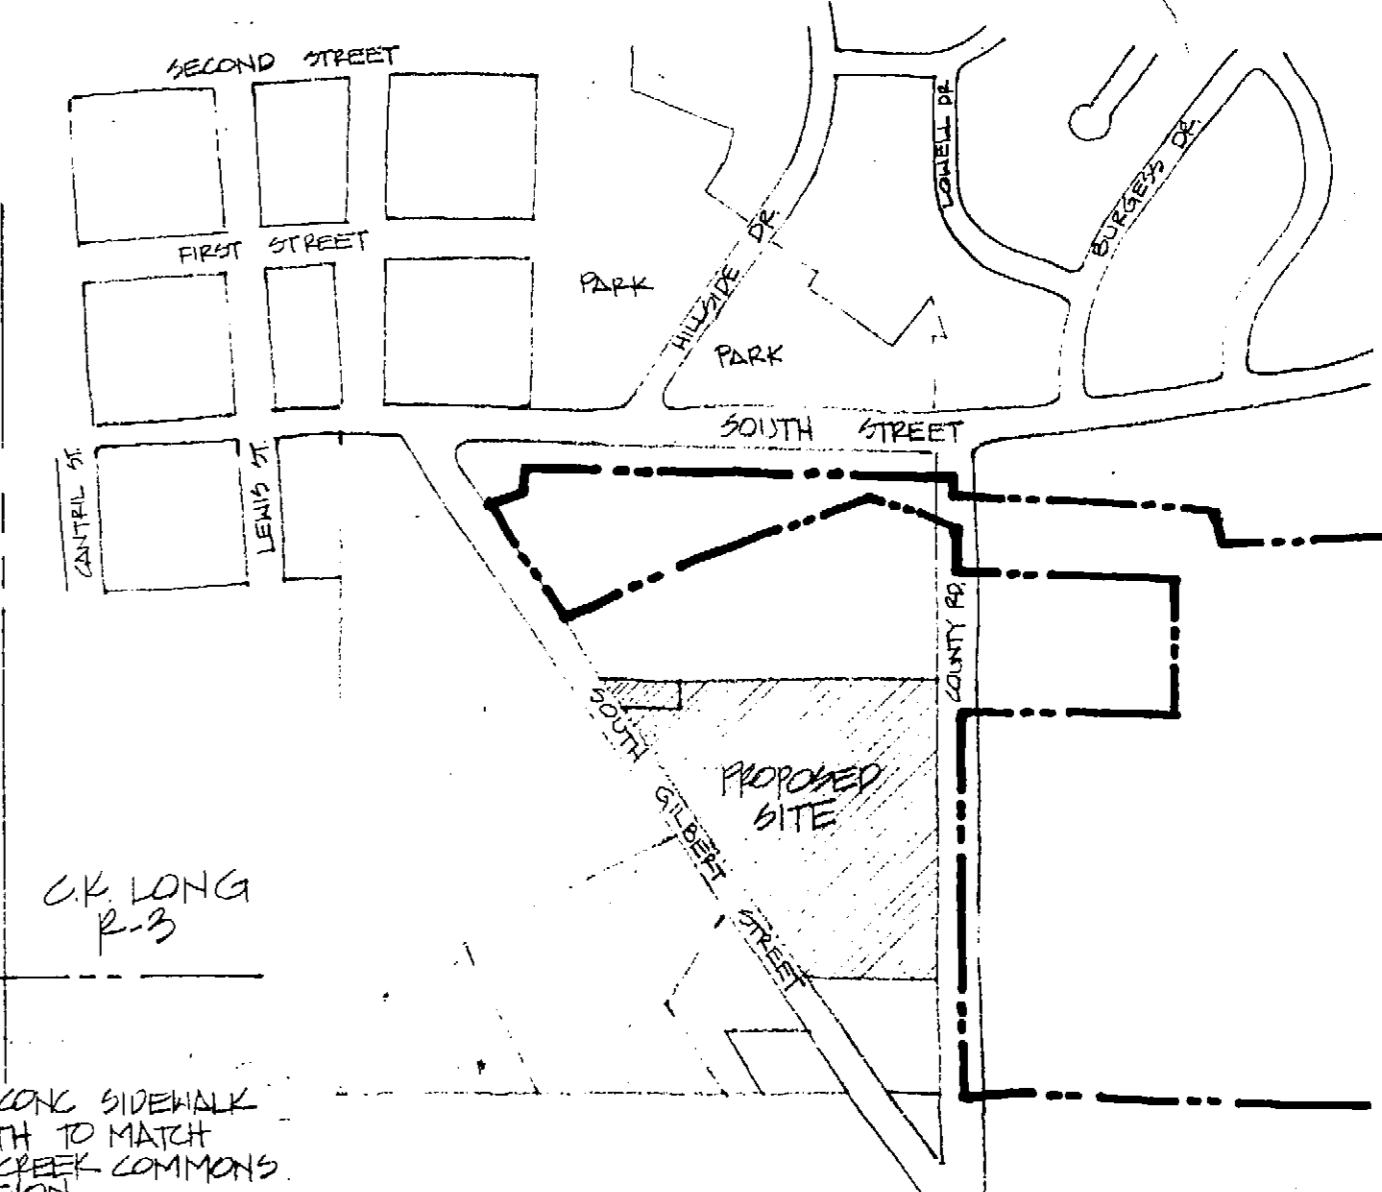 SECOND STREET
LOWELL DR.
BURGESS DR.
FIRST STREET
HILLSIDE DR.
PARK
PARK
SOUTH STREET
CANTRIL ST.
LEWIS ST.
COUNTY RD.
SOUTH GILBERT STREET
PROPOSED
SITE
C.K. LONG
R-3
CONC SIDEWALK
TH TO MATCH
CREEK COMMONS